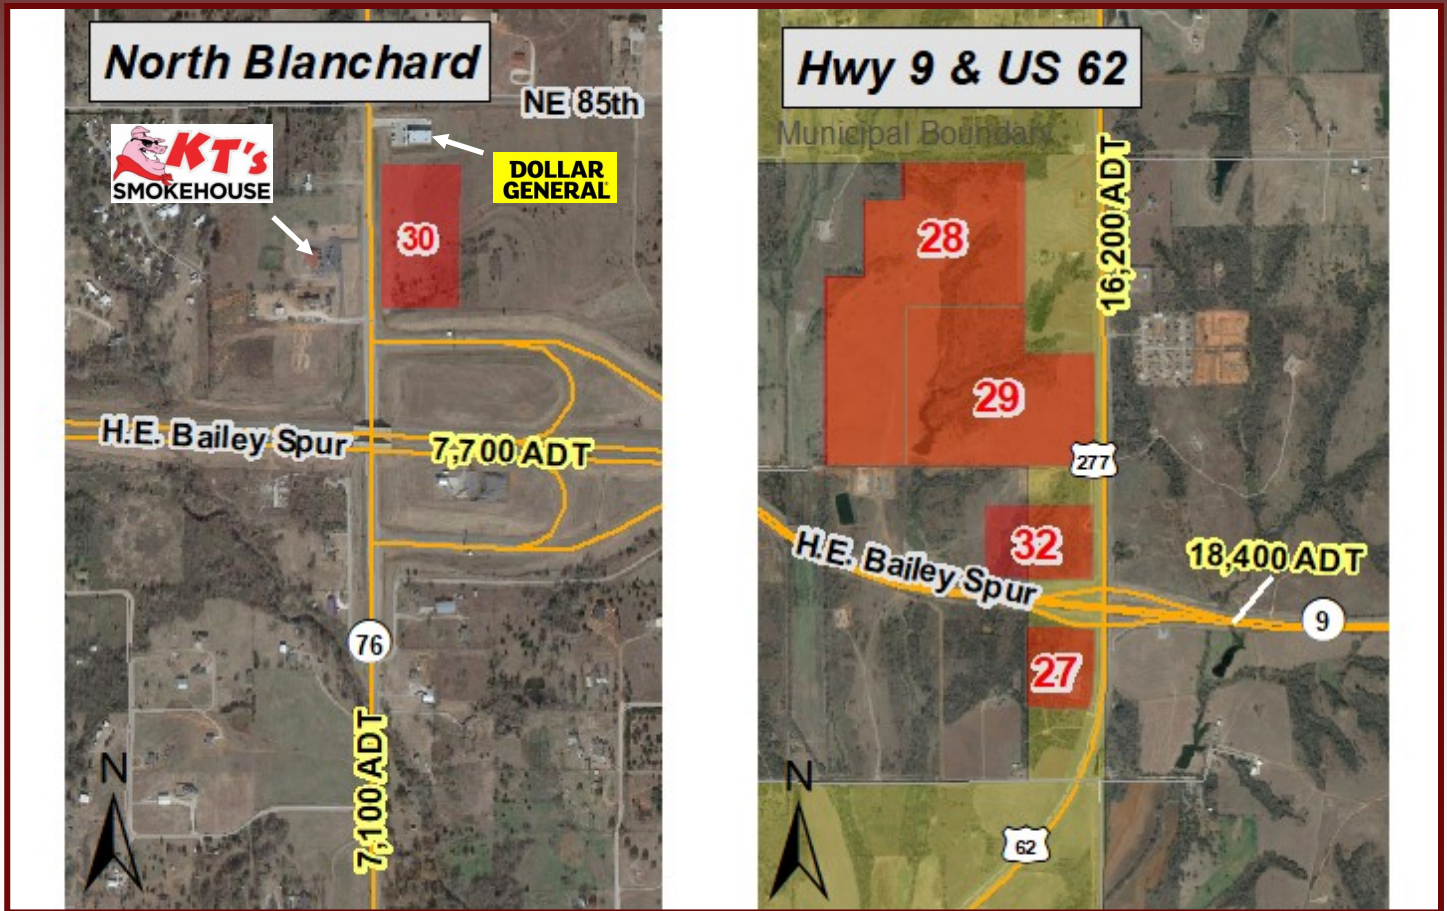 North Blanchard
NE 85th
KT's
SMOKEHOUSE
DOLLAR
GENERAL
30
H.E. Bailey Spur
7,700 ADT
76
7,100 ADT
N
Hwy 9 & US 62
Municipal Boundary
16,200 ADT
28
29
277
32
H.E. Bailey Spur
18,400 ADT
9
27
N
62